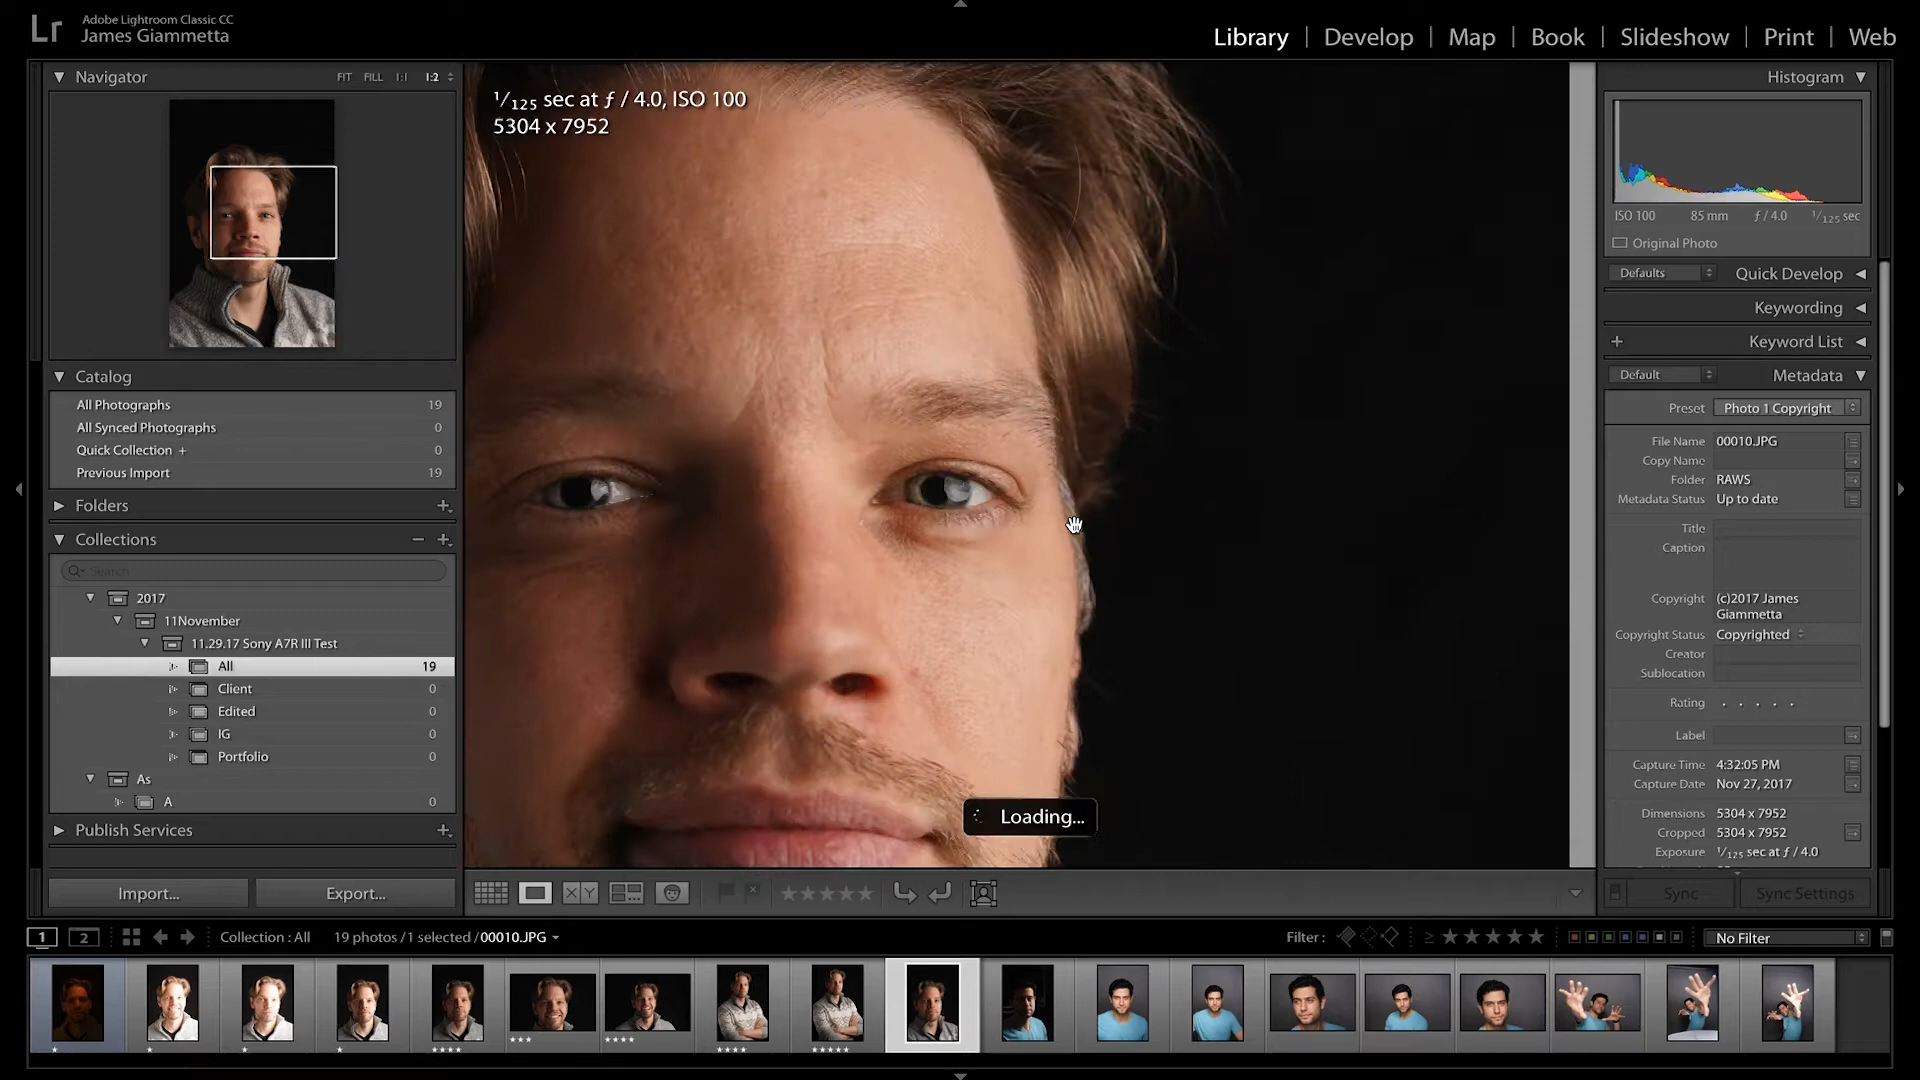 Lr
Adobe Lightroom Classic CC
James Giammetta
Library | Develop | Map | Book | Slideshow | Print | Web
Navigator FIT FILL 1:1 1:2
Catalog
All Photographs 19
All Synced Photographs 0
Quick Collection + 0
Previous Import 19
Folders +
Collections − +
Search
2017
11November
11.29.17 Sony A7R III Test
All 19
Client 0
Edited 0
IG 0
Portfolio 0
As
A 0
Publish Services +
Import... Export...
1/125 sec at ƒ / 4.0, ISO 100
5304 x 7952
Loading...
X Y
Histogram
ISO 100 85 mm ƒ / 4.0 1/125 sec
Original Photo
Defaults Quick Develop
Keywording
+ Keyword List
Default Metadata
Preset Photo 1 Copyright
File Name 00010.JPG
Copy Name
Folder RAWS
Metadata Status Up to date
Title
Caption
Copyright (c)2017 James
Giammetta
Copyright Status Copyrighted
Creator
Sublocation
Rating
Label
Capture Time 4:32:05 PM
Capture Date Nov 27, 2017
Dimensions 5304 x 7952
Cropped 5304 x 7952
Exposure 1/125 sec at ƒ / 4.0
Sync Sync Settings
1 2 Collection : All 19 photos / 1 selected / 00010.JPG Filter : ≥ No Filter